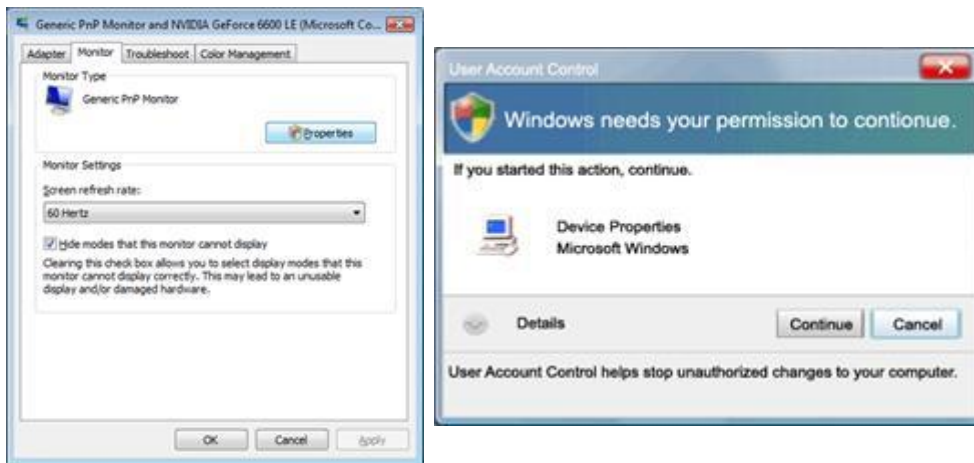 Generic PnP Monitor and NVIDIA GeForce 6600 LE (Microsoft Co...
Adapter Monitor Troubleshoot Color Management
Monitor Type
Generic PnP Monitor
Properties
Monitor Settings
Screen refresh rate:
60 Hertz
Hide modes that this monitor cannot display
Clearing this check box allows you to select display modes that this
monitor cannot display correctly. This may lead to an unusable
display and/or damaged hardware.
OK Cancel Apply
User Account Control
Windows needs your permission to contionue.
If you started this action, continue.
Device Properties
Microsoft Windows
Details Continue Cancel
User Account Control helps stop unauthorized changes to your computer.